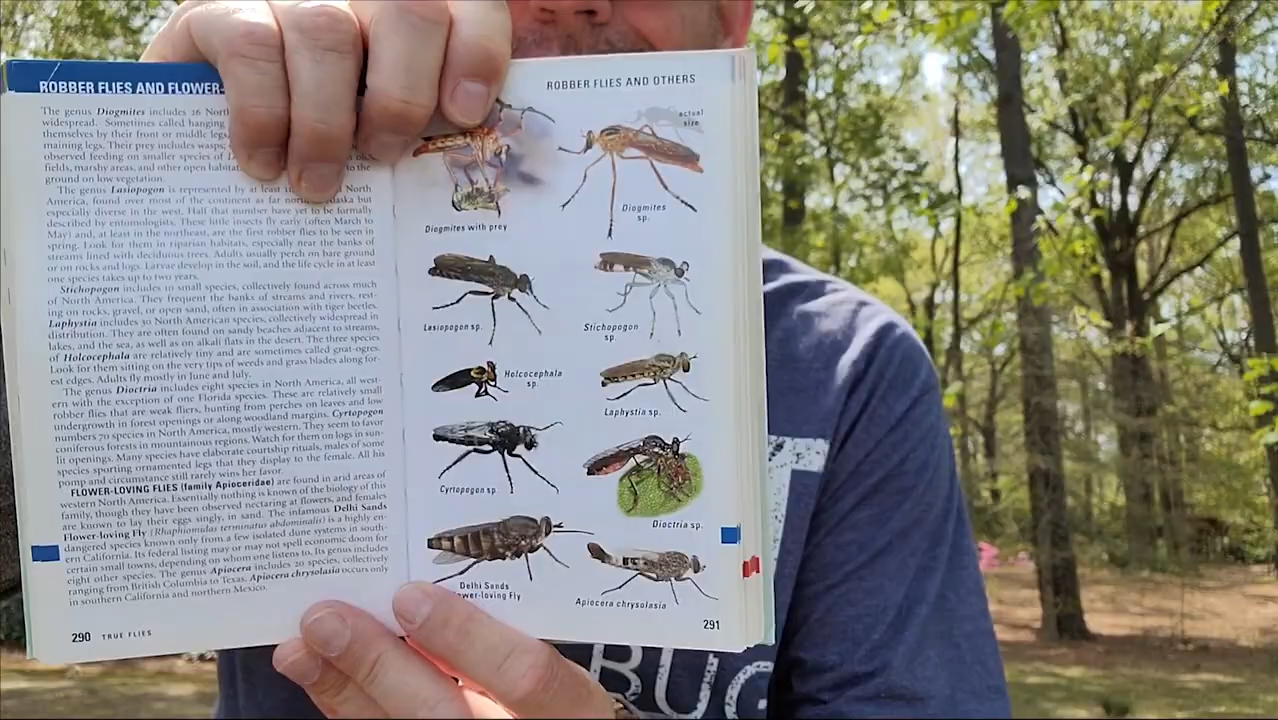 ROBBER FLIES AND FLOWER-
The genus Diogmites includes 26 North
widespread. Sometimes called hanging
themselves by their front or middle legs,
maining legs. Their prey includes wasps;
observed feeding on smaller species of
fields, marshy areas, and other open habitat to the
ground on low vegetation.
The genus Lasiopogon is represented by at least North
America, found over most of the continent as far north Alaska but
especially diverse in the west. Half that number have yet to be formally
described by entomologists. These little insects fly early (often March to
May) and, at least in the northeast, are the first robber flies to be seen in
spring. Look for them in riparian habitats, especially near the banks of
streams lined with deciduous trees. Adults usually perch on bare ground
or on rocks and logs. Larvae develop in the soil, and the life cycle in at least
one species takes up to two years.
Stichopogon includes 10 small species, collectively found across much
of North America. They frequent the banks of streams and rivers, rest-
ing on rocks, gravel, or open sand, often in association with tiger beetles.
Laphystia includes 30 North American species, collectively widespread in
distribution. They are often found on sandy beaches adjacent to streams,
lakes, and the sea, as well as on alkali flats in the desert. The three species
of Holcocephala are relatively tiny and are sometimes called gnat-ogres.
Look for them sitting on the very tips of weeds and grass blades along for-
est edges. Adults fly mostly in June and July.
The genus Dioctria includes eight species in North America, all west-
ern with the exception of one Florida species. These are relatively small
robber flies that are weak fliers, hunting from perches on leaves and low
undergrowth in forest openings or along woodland margins. Cyrtopogon
numbers 70 species in North America, mostly western. They seem to favor
coniferous forests in mountainous regions. Watch for them on logs in sun-
lit openings. Many species have elaborate courtship rituals, males of some
species sporting ornamented legs that they display to the female. All his
pomp and circumstance still rarely wins her favor.
FLOWER-LOVING FLIES (family Apioceridae) are found in arid areas of
western North America. Essentially nothing is known of the biology of this
family, though they have been observed nectaring at flowers, and females
are known to lay their eggs singly, in sand. The infamous Delhi Sands
Flower-loving Fly (Rhaphiomidas terminatus abdominalis) is a highly en-
dangered species known only from a few isolated dune systems in south-
ern California. Its federal listing may or may not spell economic doom for
certain small towns, depending on whom one listens to. Its genus includes
eight other species. The genus Apiocera includes 20 species, collectively
ranging from British Columbia to Texas. Apiocera chrysolasia occurs only
in southern California and northern Mexico.
290 TRUE FLIES
ROBBER FLIES AND OTHERS
actual
size
Diogmites with prey
Diogmites
sp.
Lasiopogon sp.
Stichopogon
sp.
Holcocephala
sp.
Laphystia sp.
Cyrtopogon sp.
Dioctria sp.
Delhi Sands
wer-loving Fly
Apiocera chrysolasia
291
T
BUG